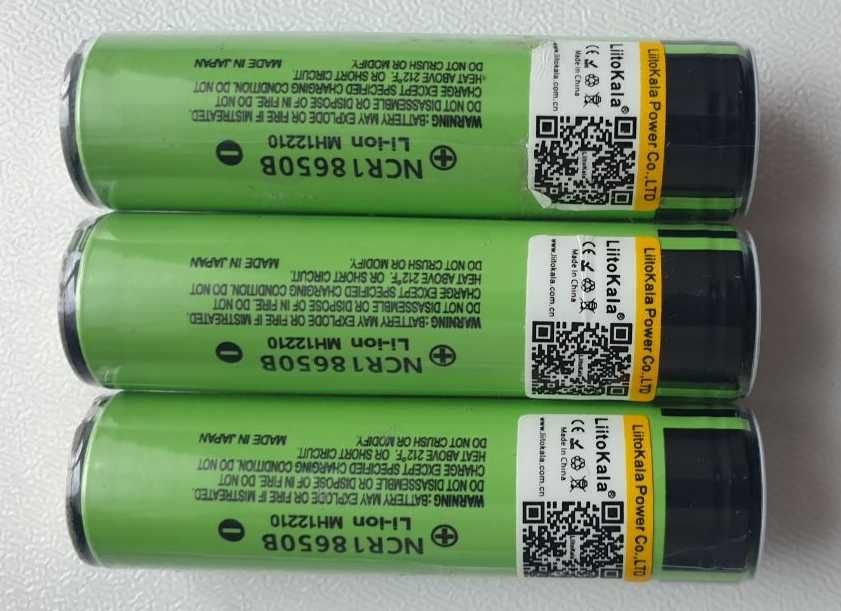 NCR18650B
Li-ion MH12210
WARNING:BATTERY MAY EXPLODE OR FIRE IF MISTREATED.
DO NOT DISASSEMBLE OR DISPOSE OF IN FIRE, DO NOT
CHARGE EXCEPT SPECIFIED CHARGING CONDITION, DO NOT
HEAT ABOVE 212°F, OR SHORT CIRCUIT.
DO NOT CRUSH OR MODIFY. MADE IN JAPAN
LiitoKala Power Co.,LTD
LiitoKala®
CE
Made in China
www.liitokala.com.cn
NCR18650B
Li-ion MH12210
WARNING:BATTERY MAY EXPLODE OR FIRE IF MISTREATED.
DO NOT DISASSEMBLE OR DISPOSE OF IN FIRE, DO NOT
CHARGE EXCEPT SPECIFIED CHARGING CONDITION, DO NOT
HEAT ABOVE 212°F, OR SHORT CIRCUIT.
DO NOT CRUSH OR MODIFY. MADE IN JAPAN
LiitoKala Power Co.,LTD
LiitoKala®
CE
Made in China
www.liitokala.com.cn
NCR18650B
Li-ion MH12210
WARNING:BATTERY MAY EXPLODE OR FIRE IF MISTREATED.
DO NOT DISASSEMBLE OR DISPOSE OF IN FIRE, DO NOT
CHARGE EXCEPT SPECIFIED CHARGING CONDITION, DO NOT
HEAT ABOVE 212°F, OR SHORT CIRCUIT.
DO NOT CRUSH OR MODIFY. MADE IN JAPAN
LiitoKala Power Co.,LTD
LiitoKala®
CE
Made in China
www.liitokala.com.cn